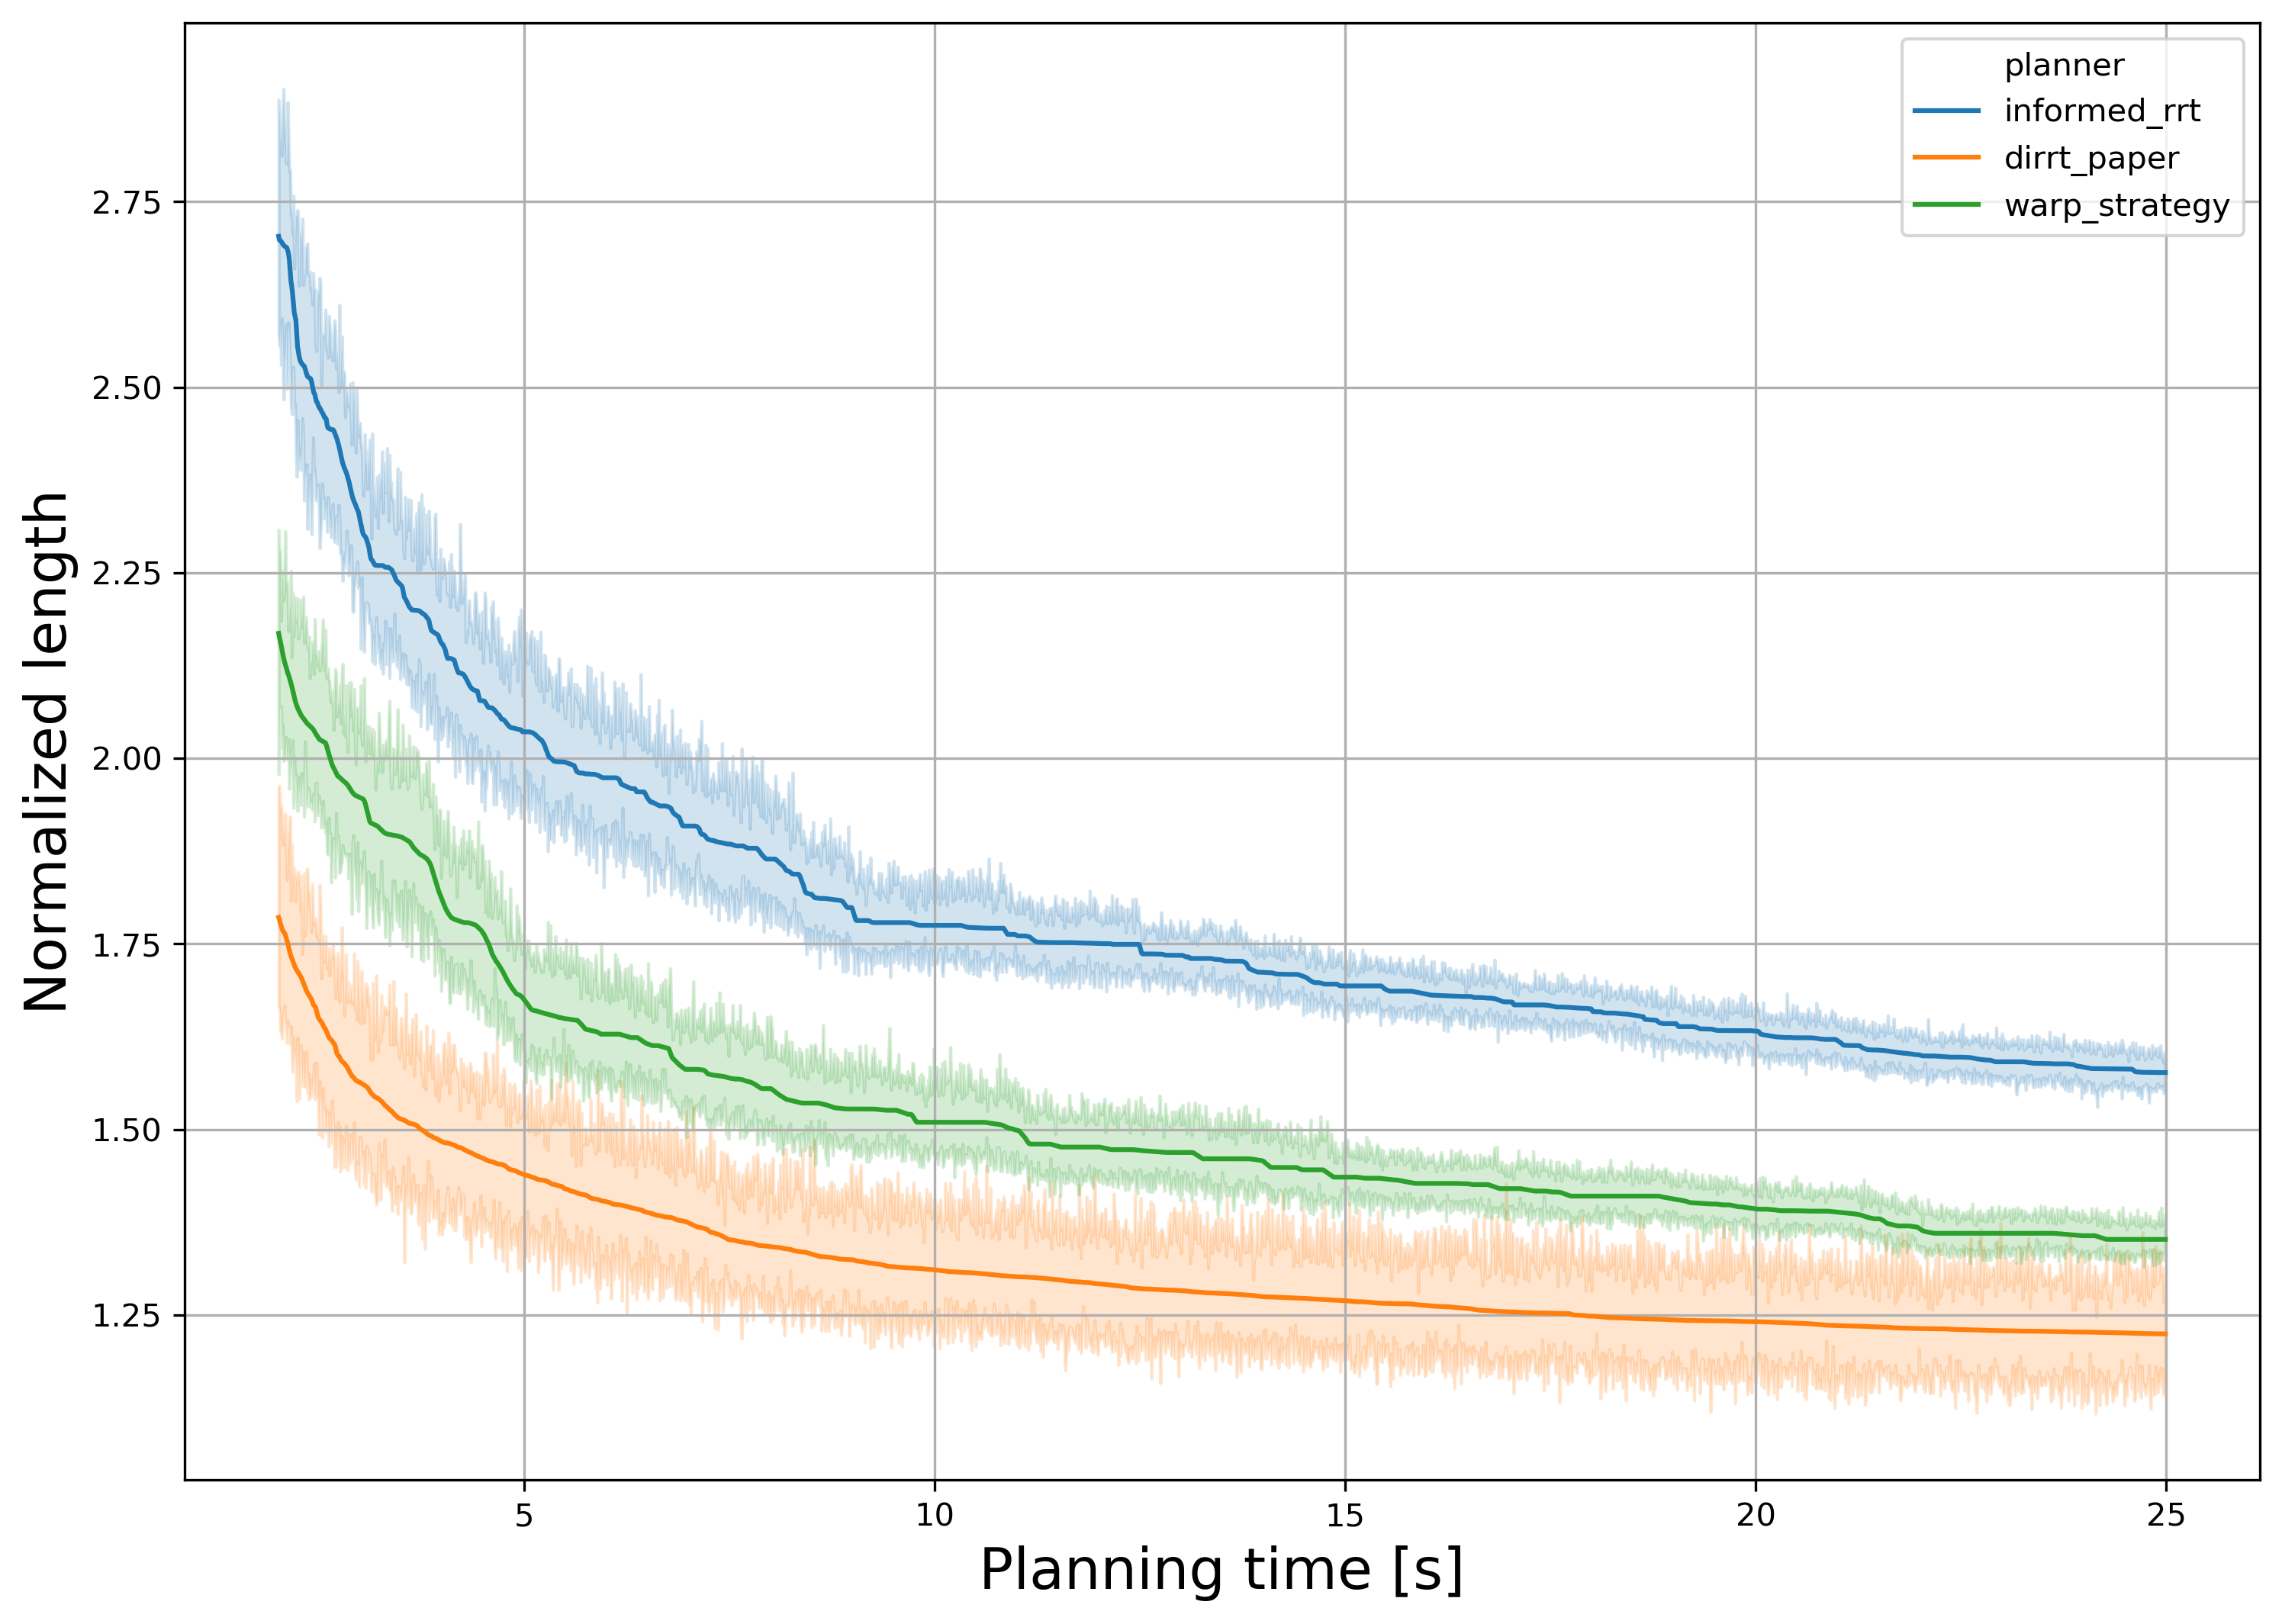 planner
informed_rrt
dirrt_paper
warp_strategy
Normalized length
2.75
2.50
2.25
2.00
1.75
1.50
1.25
5 10 15 20 25
Planning time [s]